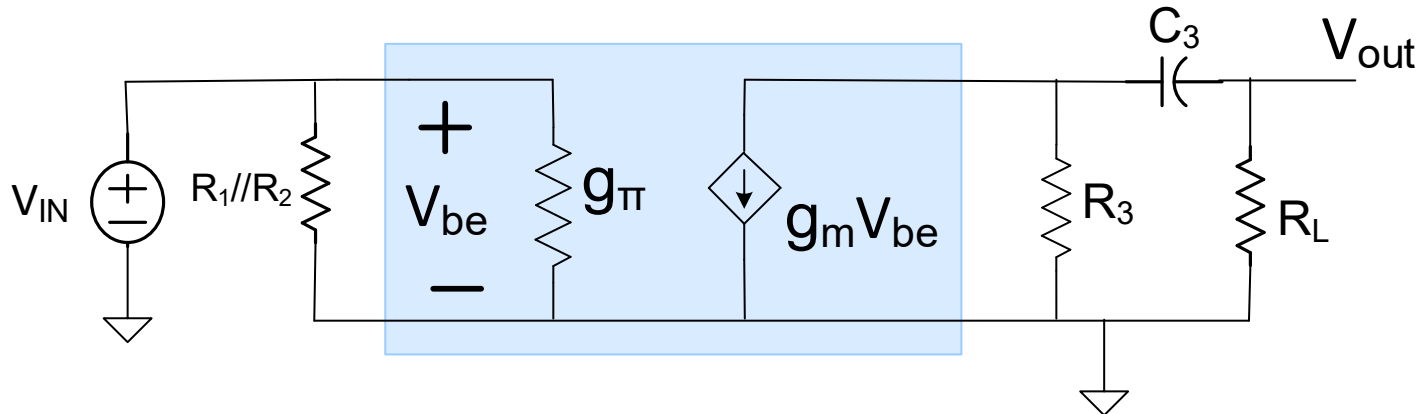 C₃
V_out
+
V_be
−
V_IN
+
−
R₁//R₂
g_π
g_mV_be
R₃
R_L